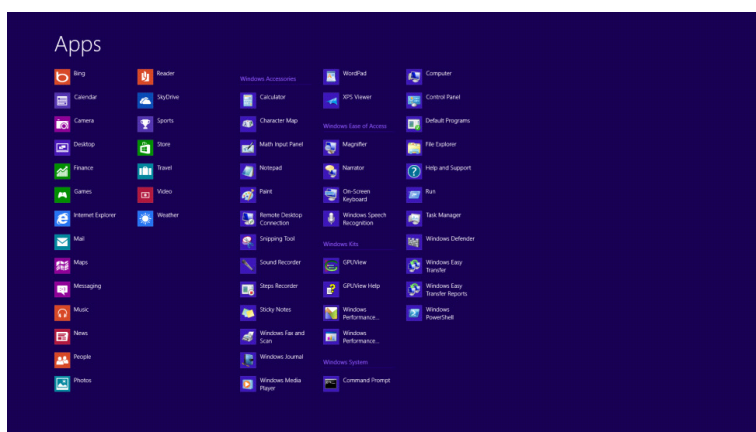 Apps
Bing
Calendar
Camera
Desktop
Finance
Games
Internet Explorer
Mail
Maps
Messaging
Music
News
People
Photos
Reader
SkyDrive
Sports
Store
Travel
Video
Weather
Windows Accessories
Calculator
Character Map
Math Input Panel
Notepad
Paint
Remote Desktop
Connection
Snipping Tool
Sound Recorder
Steps Recorder
Sticky Notes
Windows Fax and
Scan
Windows Journal
Windows Media
Player
WordPad
XPS Viewer
Windows Ease of Access
Magnifier
Narrator
On-Screen
Keyboard
Windows Speech
Recognition
Windows Kits
GPUView
GPUView Help
Windows
Performance...
Windows
Performance...
Windows System
Command Prompt
Computer
Control Panel
Default Programs
File Explorer
Help and Support
Run
Task Manager
Windows Defender
Windows Easy
Transfer
Windows Easy
Transfer Reports
Windows
PowerShell